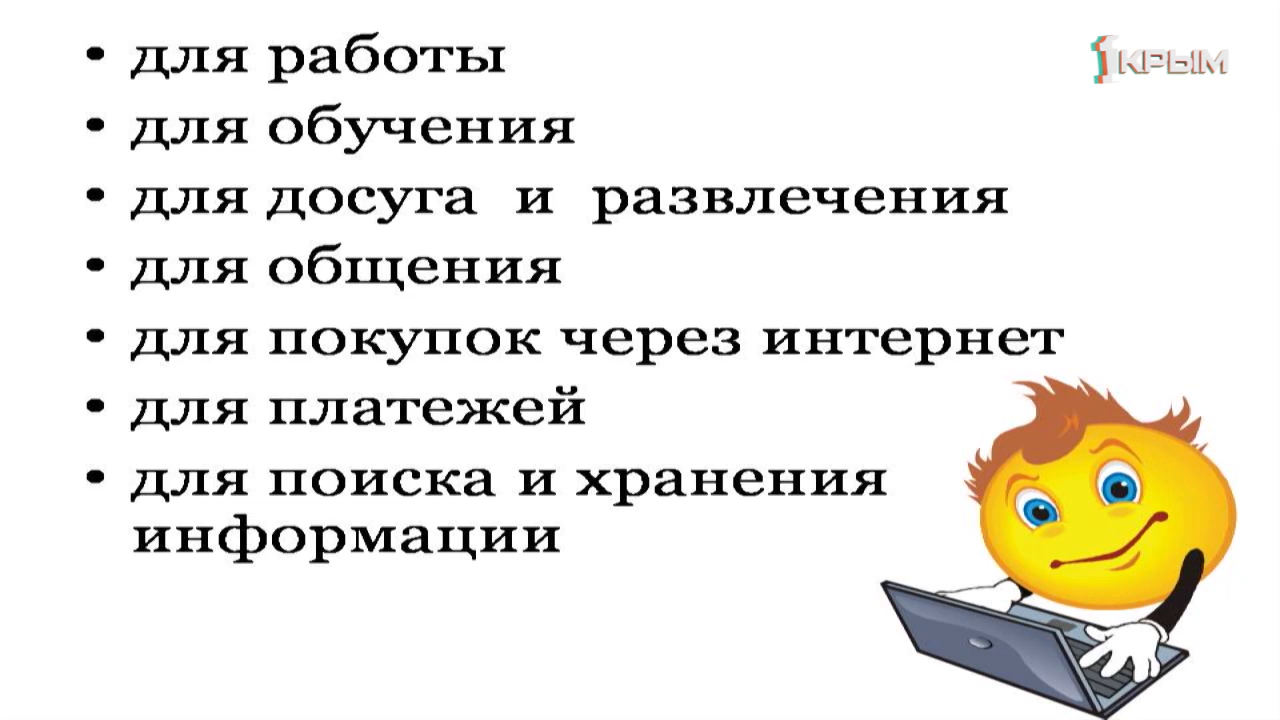 • для работы
1КРЫМ
• для обучения
• для досуга и развлечения
• для общения
• для покупок через интернет
• для платежей
• для поиска и хранения
информации